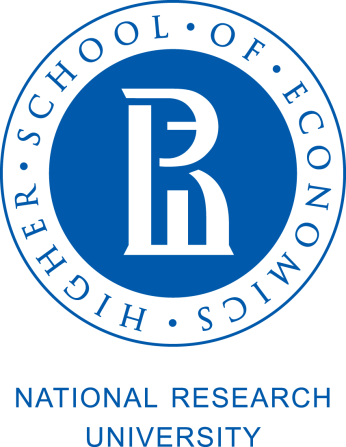 HIGHER • SCHOOL • OF • ECONOMICS •
NATIONAL RESEARCH
UNIVERSITY